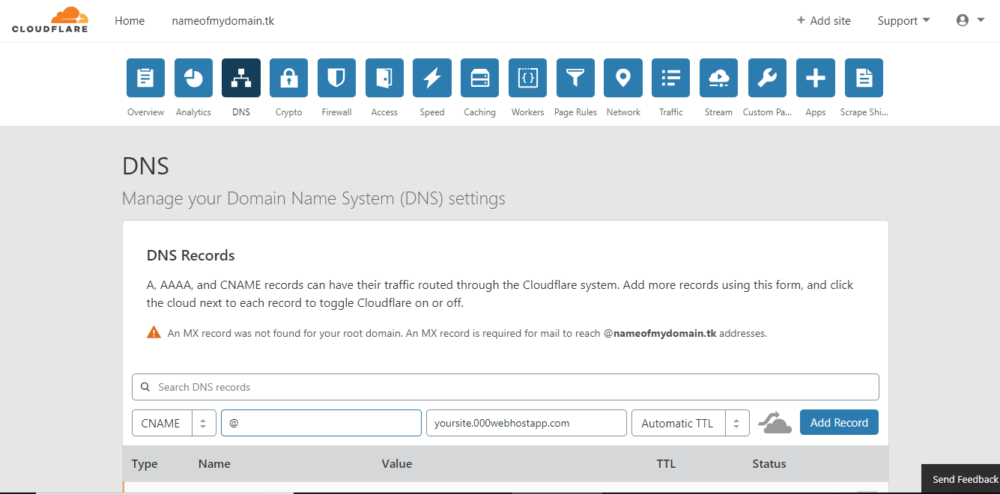 CLOUDFLARE
Home nameofmydomain.tk + Add site Support
Overview Analytics DNS Crypto Firewall Access Speed Caching Workers Page Rules Network Traffic Stream Custom Pa... Apps Scrape Shi...
DNS
Manage your Domain Name System (DNS) settings
DNS Records
A, AAAA, and CNAME records can have their traffic routed through the Cloudflare system. Add more records using this form, and click
the cloud next to each record to toggle Cloudflare on or off.
An MX record was not found for your root domain. An MX record is required for mail to reach @nameofmydomain.tk addresses.
Search DNS records
CNAME @ yoursite.000webhostapp.com Automatic TTL Add Record
Type Name Value TTL Status
Send Feedback